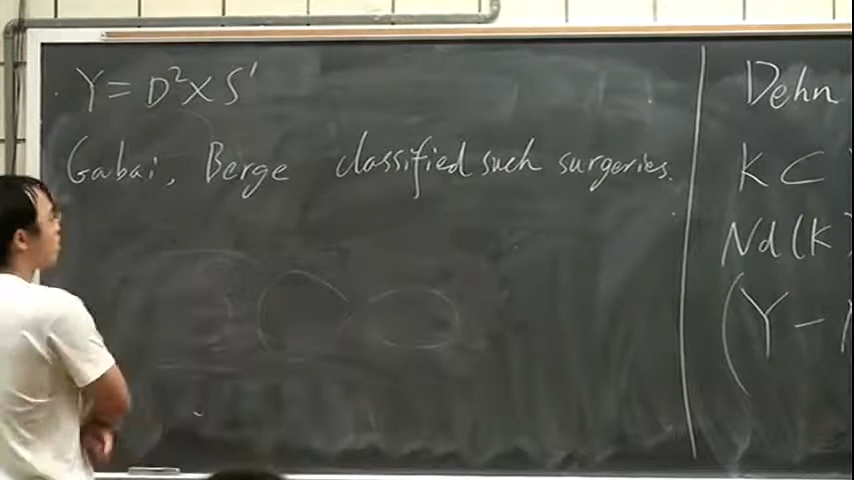 Y = D² × S¹
Gabai, Berge classified such surgeries.
Dehn
K ⊂
Nd(K)
(Y −